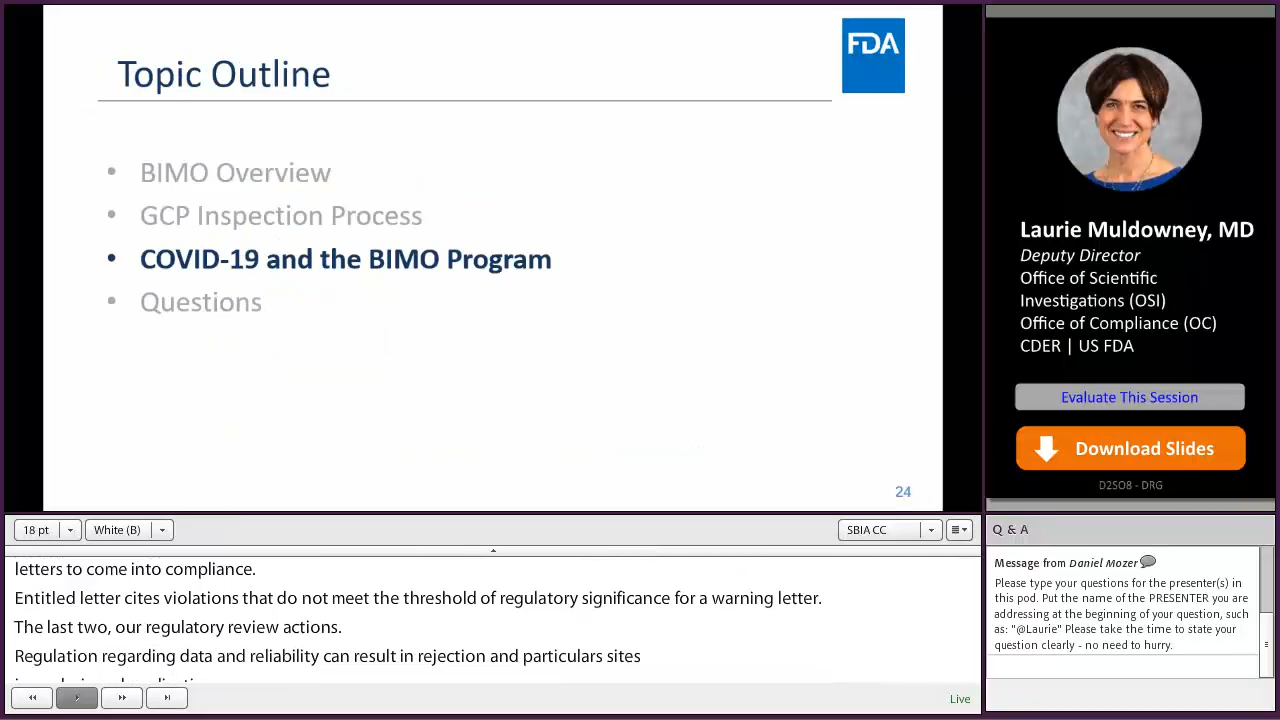 Topic Outline
FDA
• BIMO Overview
• GCP Inspection Process
• COVID-19 and the BIMO Program
• Questions
24
Laurie Muldowney, MD
Deputy Director
Office of Scientific
Investigations (OSI)
Office of Compliance (OC)
CDER | US FDA
Evaluate This Session
Download Slides
D2SO8 - DRG
18 pt
White (B)
SBIA CC
letters to come into compliance.
Entitled letter cites violations that do not meet the threshold of regulatory significance for a warning letter.
The last two, our regulatory review actions.
Regulation regarding data and reliability can result in rejection and particulars sites
Live
Q & A
Message from Daniel Mozer
Please type your questions for the presenter(s) in
this pod. Put the name of the PRESENTER you are
addressing at the beginning of your question, such
as: "@Laurie" Please take the time to state your
question clearly - no need to hurry.